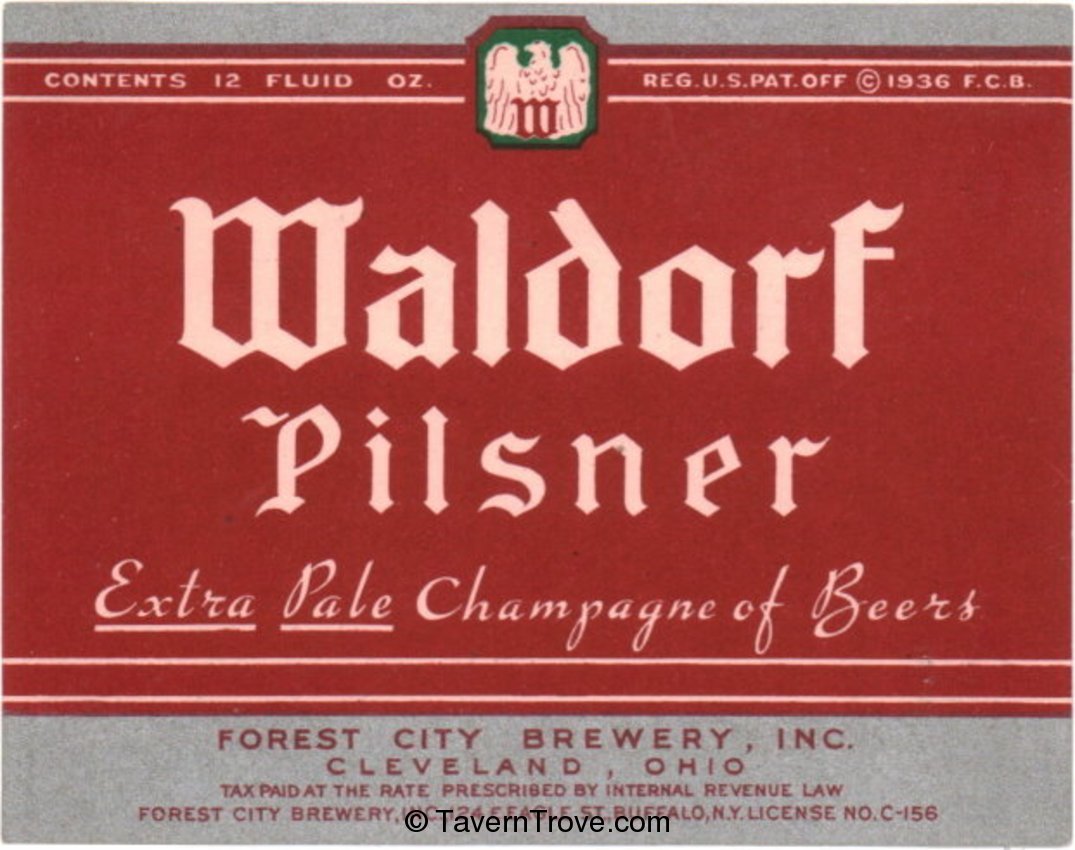 CONTENTS 12 FLUID OZ.
REG.U.S.PAT.OFF © 1936 F.C.B.
W
Waldorf
Pilsner
Extra Pale Champagne of Beers
FOREST CITY BREWERY, INC.
CLEVELAND, OHIO
TAX PAID AT THE RATE PRESCRIBED BY INTERNAL REVENUE LAW
FOREST CITY BREWERY, INC. EAGLE ST. BUFFALO, N.Y. LICENSE NO. C-156
© TavernTrove.com